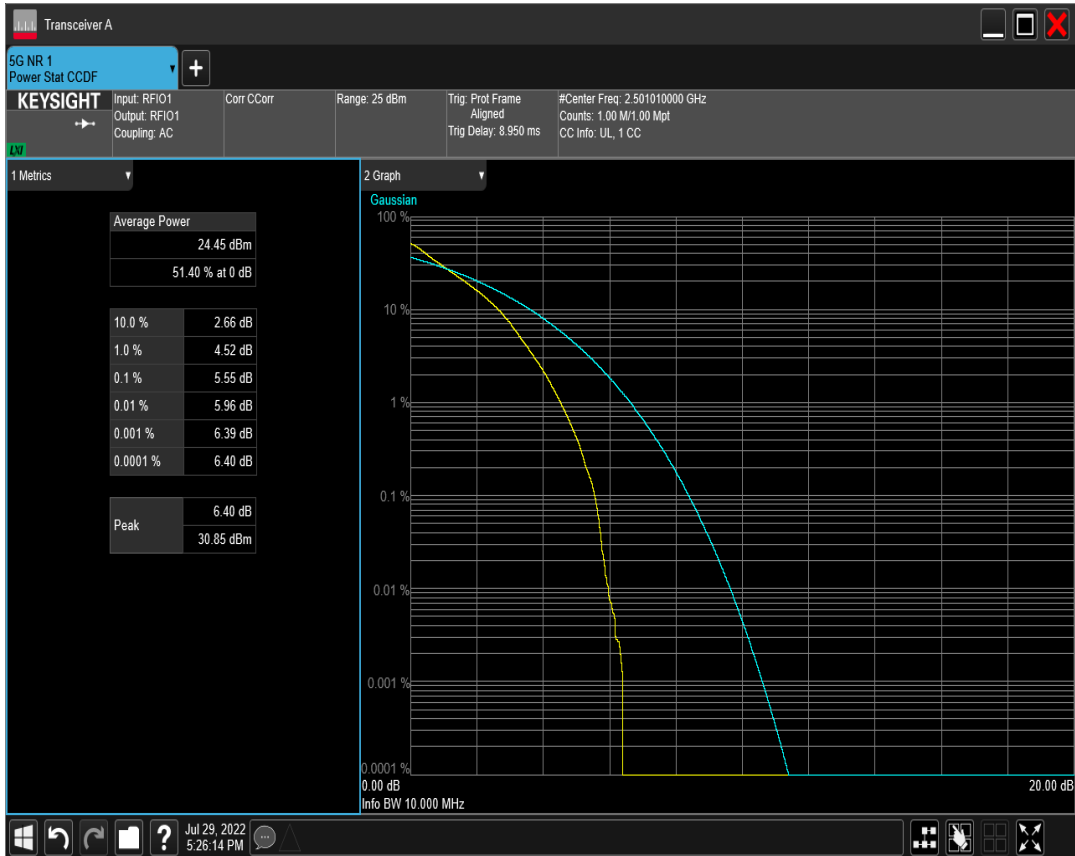 Transceiver A
5G NR 1
Power Stat CCDF
KEYSIGHT
LXI
Input: RFIO1
Output: RFIO1
Coupling: AC
Corr CCorr
Range: 25 dBm
Trig: Prot Frame
Aligned
Trig Delay: 8.950 ms
#Center Freq: 2.501010000 GHz
Counts: 1.00 M/1.00 Mpt
CC Info: UL, 1 CC
1 Metrics
Average Power
24.45 dBm
51.40 % at 0 dB
10.0 % 2.66 dB
1.0 % 4.52 dB
0.1 % 5.55 dB
0.01 % 5.96 dB
0.001 % 6.39 dB
0.0001 % 6.40 dB
Peak
6.40 dB
30.85 dBm
2 Graph
Gaussian
100 %
10 %
1 %
0.1 %
0.01 %
0.001 %
0.0001 %
0.00 dB 20.00 dB
Info BW 10.000 MHz
Jul 29, 2022
5:26:14 PM